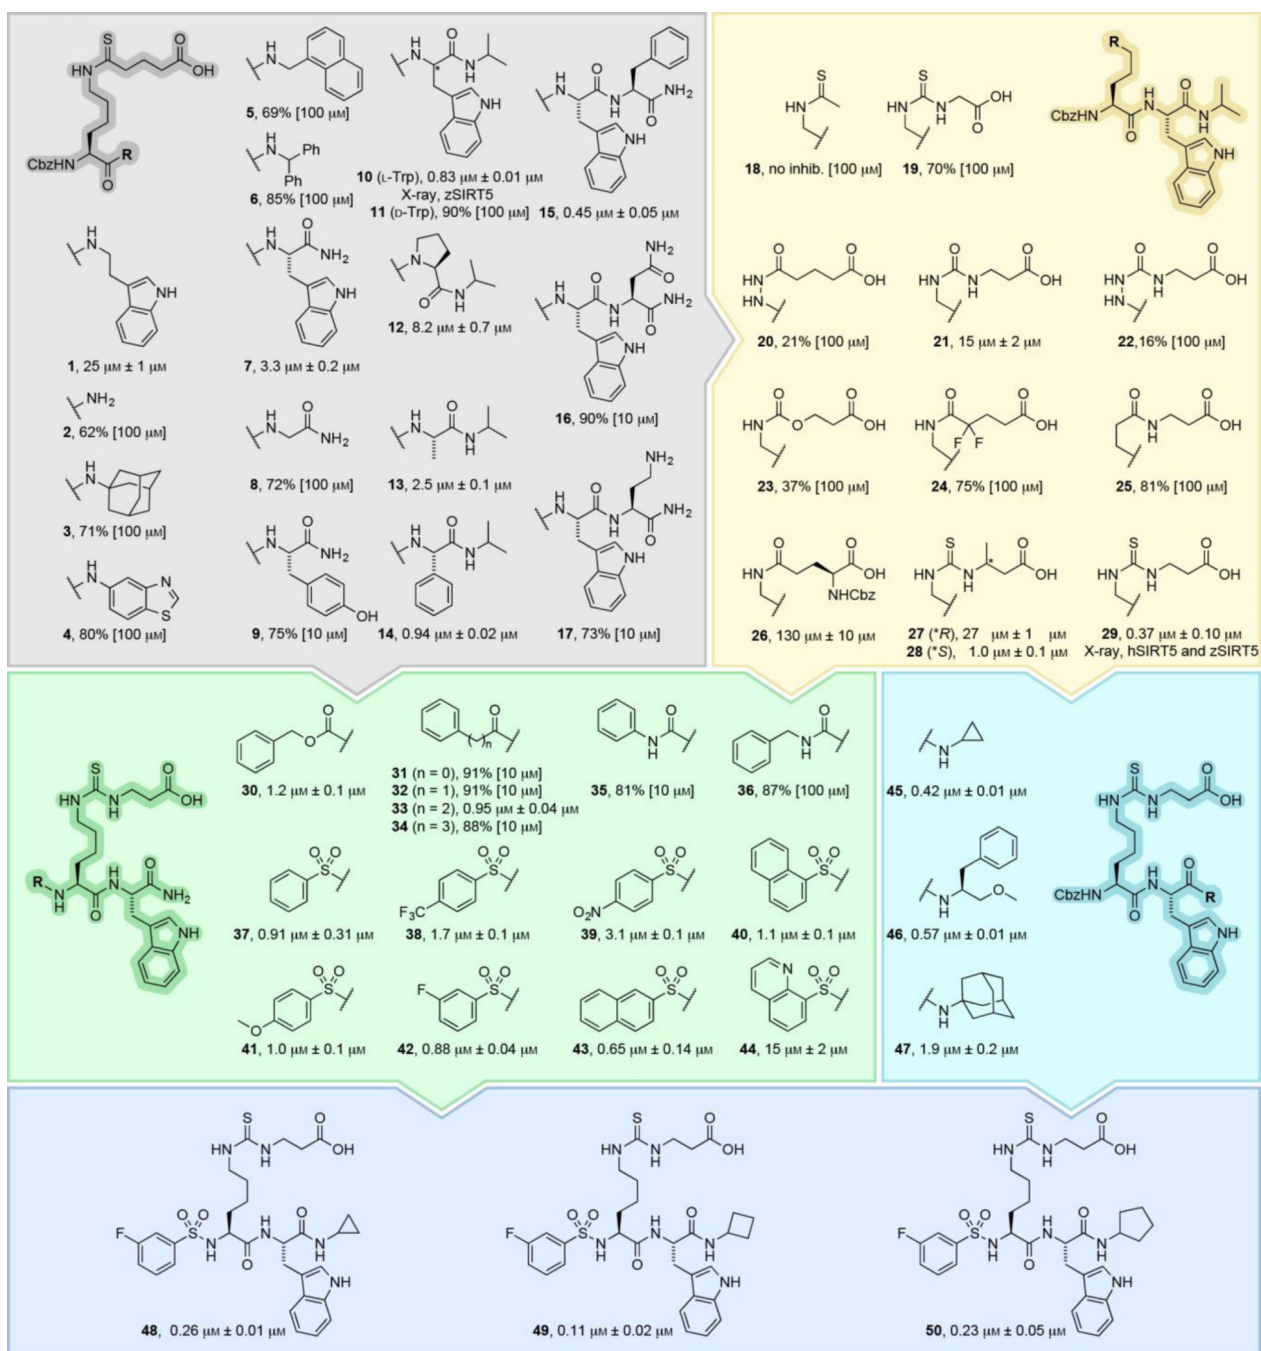 S
O
HN
OH
CbzHN
R
O
H
N
5, 69% [100 μM]
H
N
Ph
Ph
6, 85% [100 μM]
H
N
O
N
H
*
NH
10 (L-Trp), 0.83 μM ± 0.01 μM
X-ray, zSIRT5
11 (D-Trp), 90% [100 μM]
H
N
O
N
H
NH2
O
NH
15, 0.45 μM ± 0.05 μM
H
N
NH
1, 25 μM ± 1 μM
H
N
O
NH2
NH
7, 3.3 μM ± 0.2 μM
N
O
N
H
12, 8.2 μM ± 0.7 μM
NH2
O
H
N
O
N
H
NH2
O
NH
16, 90% [10 μM]
NH2
2, 62% [100 μM]
H
N
O
NH2
8, 72% [100 μM]
H
N
O
N
H
13, 2.5 μM ± 0.1 μM
H
N
3, 71% [100 μM]
H
N
N
S
4, 80% [100 μM]
H
N
O
NH2
OH
9, 75% [10 μM]
H
N
O
N
H
14, 0.94 μM ± 0.02 μM
NH2
H
N
O
N
H
NH2
O
NH
17, 73% [10 μM]
S
HN
18, no inhib. [100 μM]
S
HN
N
H
OH
O
19, 70% [100 μM]
R
CbzHN
O
H
N
O
N
H
NH
O
O
HN
OH
HN
20, 21% [100 μM]
O
O
HN
N
H
OH
21, 15 μM ± 2 μM
O
O
HN
N
H
OH
HN
22,16% [100 μM]
O
O
HN
O
OH
23, 37% [100 μM]
O
O
HN
F
F
OH
24, 75% [100 μM]
O
O
N
H
OH
25, 81% [100 μM]
O
O
HN
OH
NHCbz
26, 130 μM ± 10 μM
S
O
HN
N
H
*
OH
27 (*R), 27 μM ± 1 μM
28 (*S), 1.0 μM ± 0.1 μM
S
O
HN
N
H
OH
29, 0.37 μM ± 0.10 μM
X-ray, hSIRT5 and zSIRT5
S
O
HN
N
H
OH
R
N
H
O
H
N
O
NH2
NH
O
O
30, 1.2 μM ± 0.1 μM
O
( )n
31 (n = 0), 91% [10 μM]
32 (n = 1), 91% [10 μM]
33 (n = 2), 0.95 μM ± 0.04 μM
34 (n = 3), 88% [10 μM]
O
N
H
35, 81% [10 μM]
H
N
O
36, 87% [100 μM]
O O
S
37, 0.91 μM ± 0.31 μM
O O
S
F3C
38, 1.7 μM ± 0.1 μM
O O
S
O2N
39, 3.1 μM ± 0.1 μM
O O
S
40, 1.1 μM ± 0.1 μM
O O
S
O
41, 1.0 μM ± 0.1 μM
O O
S
F
42, 0.88 μM ± 0.04 μM
O O
S
43, 0.65 μM ± 0.14 μM
N
O O
S
44, 15 μM ± 2 μM
N
H
45, 0.42 μM ± 0.01 μM
N
H
O
46, 0.57 μM ± 0.01 μM
N
H
47, 1.9 μM ± 0.2 μM
S
O
HN
N
H
OH
CbzHN
O
H
N
O
R
NH
S
O
HN
N
H
OH
F
O O
S
N
H
O
H
N
O
N
H
NH
48, 0.26 μM ± 0.01 μM
S
O
HN
N
H
OH
F
O O
S
N
H
O
H
N
O
N
H
NH
49, 0.11 μM ± 0.02 μM
S
O
HN
N
H
OH
F
O O
S
N
H
O
H
N
O
N
H
NH
50, 0.23 μM ± 0.05 μM